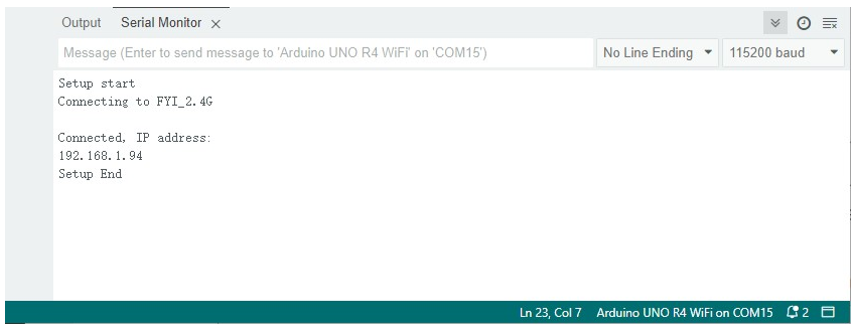 Output Serial Monitor ×
Message (Enter to send message to 'Arduino UNO R4 WiFi' on 'COM15') No Line Ending 115200 baud
Setup start
Connecting to FYI_2.4G
Connected, IP address:
192.168.1.94
Setup End
Ln 23, Col 7 Arduino UNO R4 WiFi on COM15 2